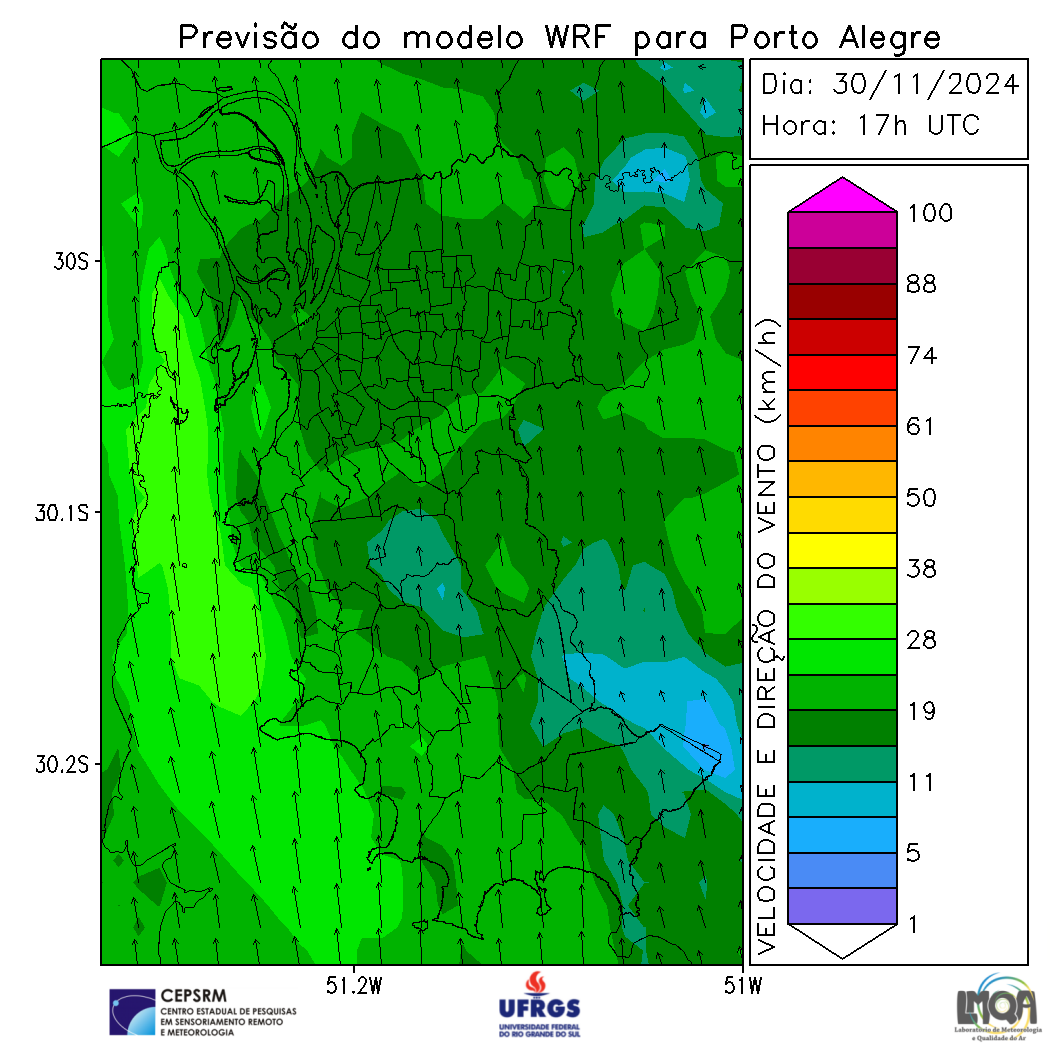 Previsão do modelo WRF para Porto Alegre
Dia: 30/11/2024
Hora: 17h UTC
30S
30.1S
30.2S
51.2W
51W
VELOCIDADE E DIREÇÃO DO VENTO (km/h)
100
88
74
61
50
38
28
19
11
5
1
CEPSRM
CENTRO ESTADUAL DE PESQUISAS
EM SENSORIAMENTO REMOTO
E METEOROLOGIA
UFRGS
UNIVERSIDADE FEDERAL
DO RIO GRANDE DO SUL
LMQA
Laboratório de Meteorologia
e Qualidade do Ar